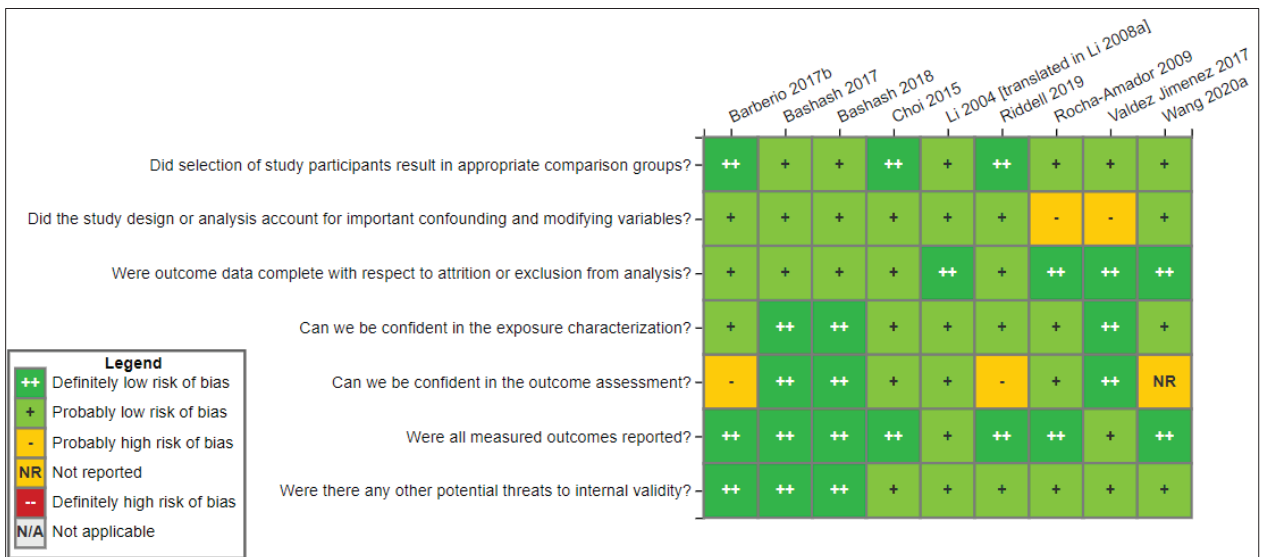 Barberio 2017b
Bashash 2017
Bashash 2018
Choi 2015
Li 2004 [translated in Li 2008a]
Riddell 2019
Rocha-Amador 2009
Valdez Jimenez 2017
Wang 2020a
Did selection of study participants result in appropriate comparison groups? ++ + + ++ + ++ + + +
Did the study design or analysis account for important confounding and modifying variables? + + + + + + - - +
Were outcome data complete with respect to attrition or exclusion from analysis? + + + + ++ + ++ ++ ++
Can we be confident in the exposure characterization? + ++ ++ + + + + ++ +
Can we be confident in the outcome assessment? - ++ ++ + + - + ++ NR
Were all measured outcomes reported? ++ ++ ++ ++ + ++ ++ + ++
Were there any other potential threats to internal validity? ++ ++ ++ + + + + + +
Legend
++ Definitely low risk of bias
+ Probably low risk of bias
- Probably high risk of bias
NR Not reported
-- Definitely high risk of bias
N/A Not applicable